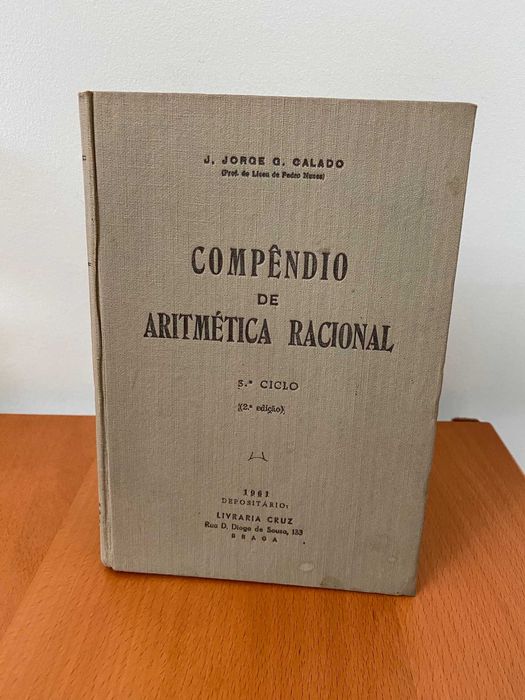 J. JORGE G. CALADO
(Prof. do Liceu de Pedro Nunes)
COMPÊNDIO
DE
ARITMÉTICA RACIONAL
3.º CICLO
(2.ª edição)
1961
DEPOSITÁRIO:
LIVRARIA CRUZ
Rua D. Diogo de Sousa, 133
BRAGA